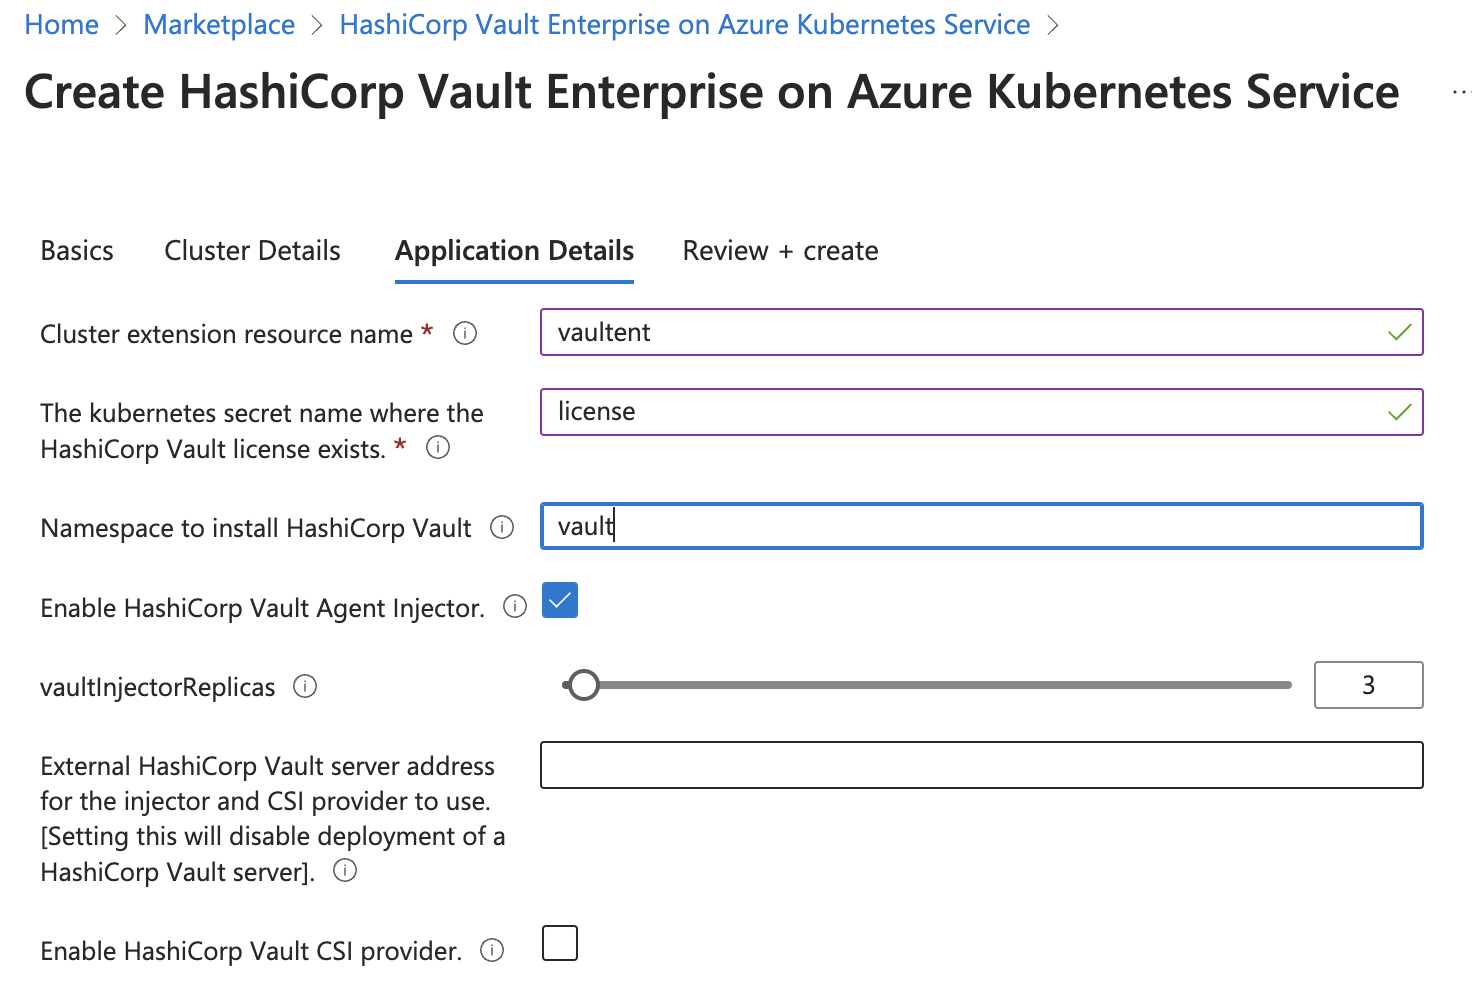 Home > Marketplace > HashiCorp Vault Enterprise on Azure Kubernetes Service >
Create HashiCorp Vault Enterprise on Azure Kubernetes Service ...
Basics Cluster Details Application Details Review + create
Cluster extension resource name * vaultent
The kubernetes secret name where the license
HashiCorp Vault license exists. *
Namespace to install HashiCorp Vault vault
Enable HashiCorp Vault Agent Injector.
vaultInjectorReplicas 3
External HashiCorp Vault server address
for the injector and CSI provider to use.
[Setting this will disable deployment of a
HashiCorp Vault server].
Enable HashiCorp Vault CSI provider.